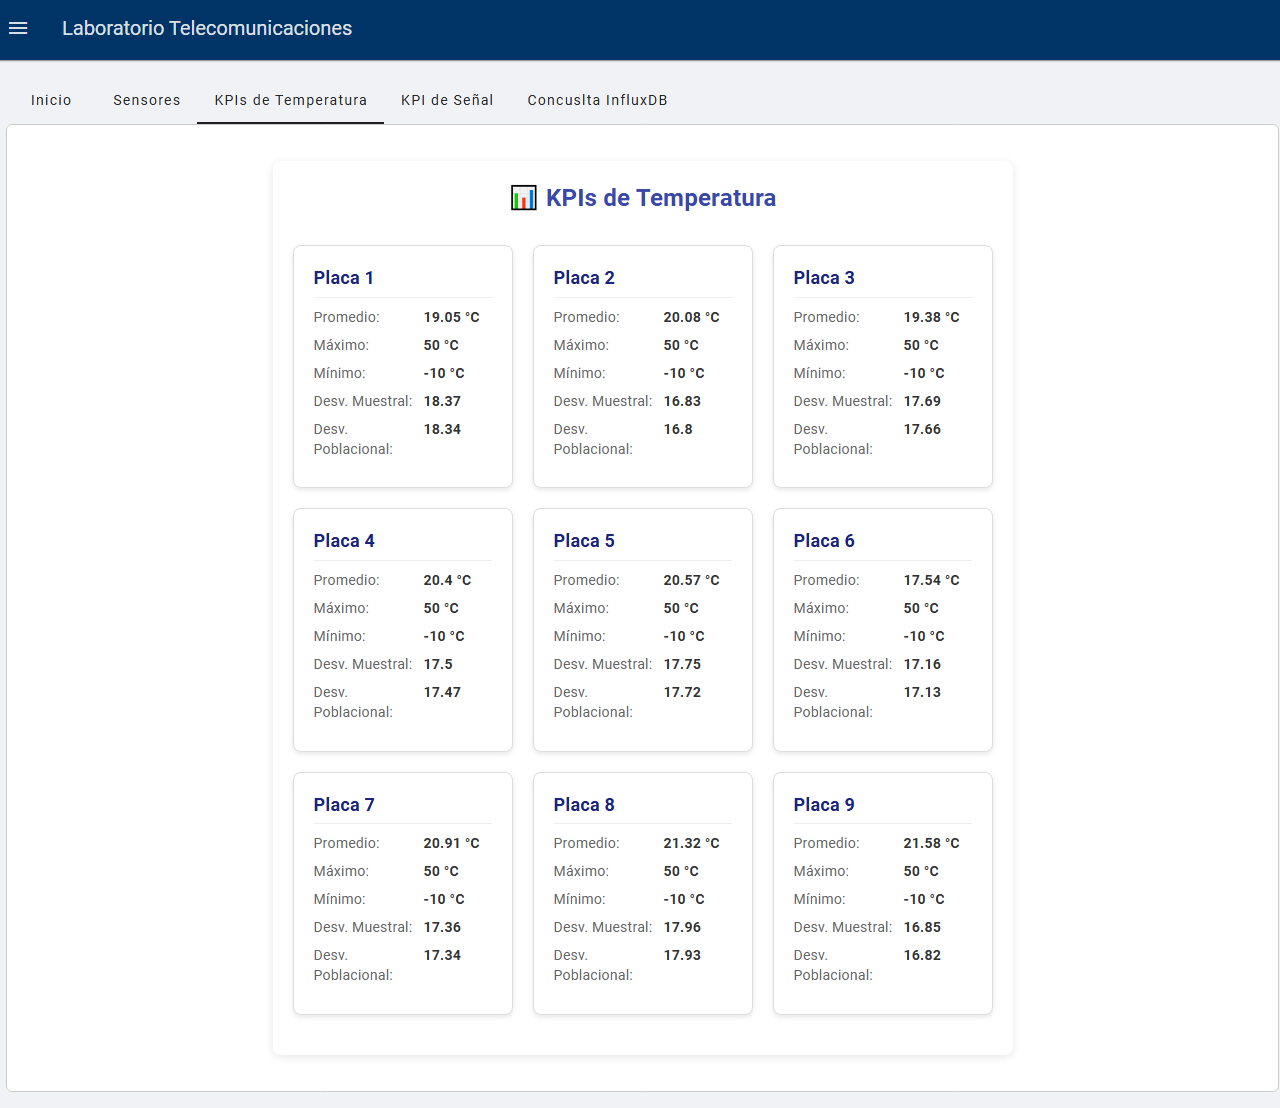 Laboratorio Telecomunicaciones
Inicio Sensores KPIs de Temperatura KPI de Señal Concuslta InfluxDB
KPIs de Temperatura
Placa 1
Promedio: 19.05 °C
Máximo: 50 °C
Mínimo: -10 °C
Desv. Muestral: 18.37
Desv. 18.34
Poblacional:
Placa 2
Promedio: 20.08 °C
Máximo: 50 °C
Mínimo: -10 °C
Desv. Muestral: 16.83
Desv. 16.8
Poblacional:
Placa 3
Promedio: 19.38 °C
Máximo: 50 °C
Mínimo: -10 °C
Desv. Muestral: 17.69
Desv. 17.66
Poblacional:
Placa 4
Promedio: 20.4 °C
Máximo: 50 °C
Mínimo: -10 °C
Desv. Muestral: 17.5
Desv. 17.47
Poblacional:
Placa 5
Promedio: 20.57 °C
Máximo: 50 °C
Mínimo: -10 °C
Desv. Muestral: 17.75
Desv. 17.72
Poblacional:
Placa 6
Promedio: 17.54 °C
Máximo: 50 °C
Mínimo: -10 °C
Desv. Muestral: 17.16
Desv. 17.13
Poblacional:
Placa 7
Promedio: 20.91 °C
Máximo: 50 °C
Mínimo: -10 °C
Desv. Muestral: 17.36
Desv. 17.34
Poblacional:
Placa 8
Promedio: 21.32 °C
Máximo: 50 °C
Mínimo: -10 °C
Desv. Muestral: 17.96
Desv. 17.93
Poblacional:
Placa 9
Promedio: 21.58 °C
Máximo: 50 °C
Mínimo: -10 °C
Desv. Muestral: 16.85
Desv. 16.82
Poblacional: